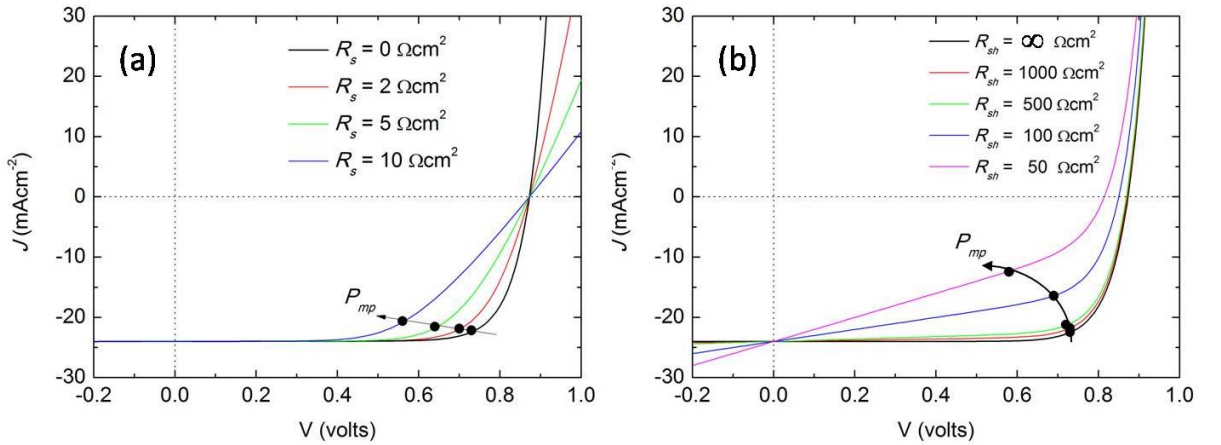 (a)
R_s = 0 Ωcm²
R_s = 2 Ωcm²
R_s = 5 Ωcm²
R_s = 10 Ωcm²
P_mp
30
20
10
0
-10
-20
-30
J (mAcm⁻²)
-0.2 0.0 0.2 0.4 0.6 0.8 1.0
V (volts)
(b)
R_sh = ∞ Ωcm²
R_sh = 1000 Ωcm²
R_sh = 500 Ωcm²
R_sh = 100 Ωcm²
R_sh = 50 Ωcm²
P_mp
30
20
10
0
-10
-20
-30
J (mAcm⁻²)
-0.2 0.0 0.2 0.4 0.6 0.8 1.0
V (volts)